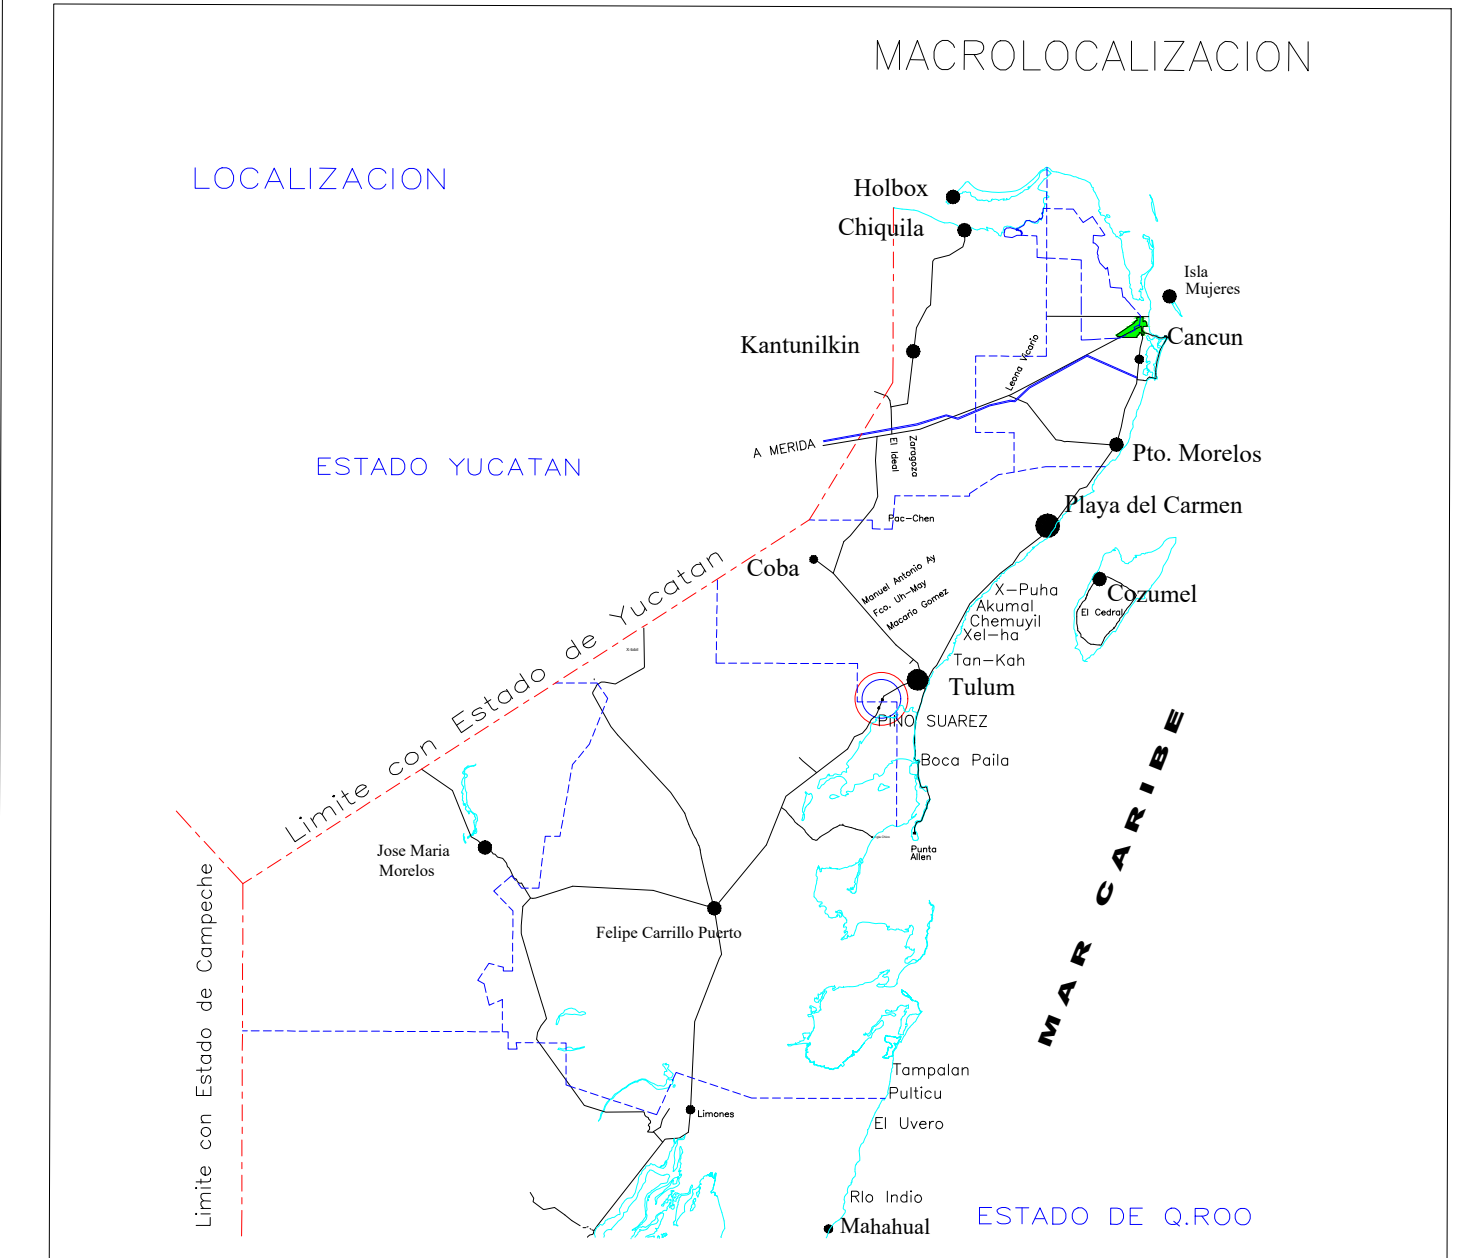 MACROLOCALIZACION
LOCALIZACION
Holbox
Chiquila
Isla
Mujeres
Cancun
Kantunilkin
Leona Vicario
A MERIDA
El Ideal
Zaragoza
Pto. Morelos
ESTADO YUCATAN
Playa del Carmen
Pac-Chen
Coba
Manuel Antonio Ay
Fco. Uh-May
Macario Gomez
X-Puha
Akumal
Chemuyil
Xel-ha
Cozumel
El Cedral
Tan-Kah
Tulum
Limite con Estado de Yucatan
PINO SUAREZ
Boca Paila
MAR CARIBE
Punta
Allen
Jose Maria
Morelos
Felipe Carrillo Puerto
Limite con Estado de Campeche
Tampalan
Pulticu
El Uvero
Limones
RIo Indio
Mahahual
ESTADO DE Q.ROO